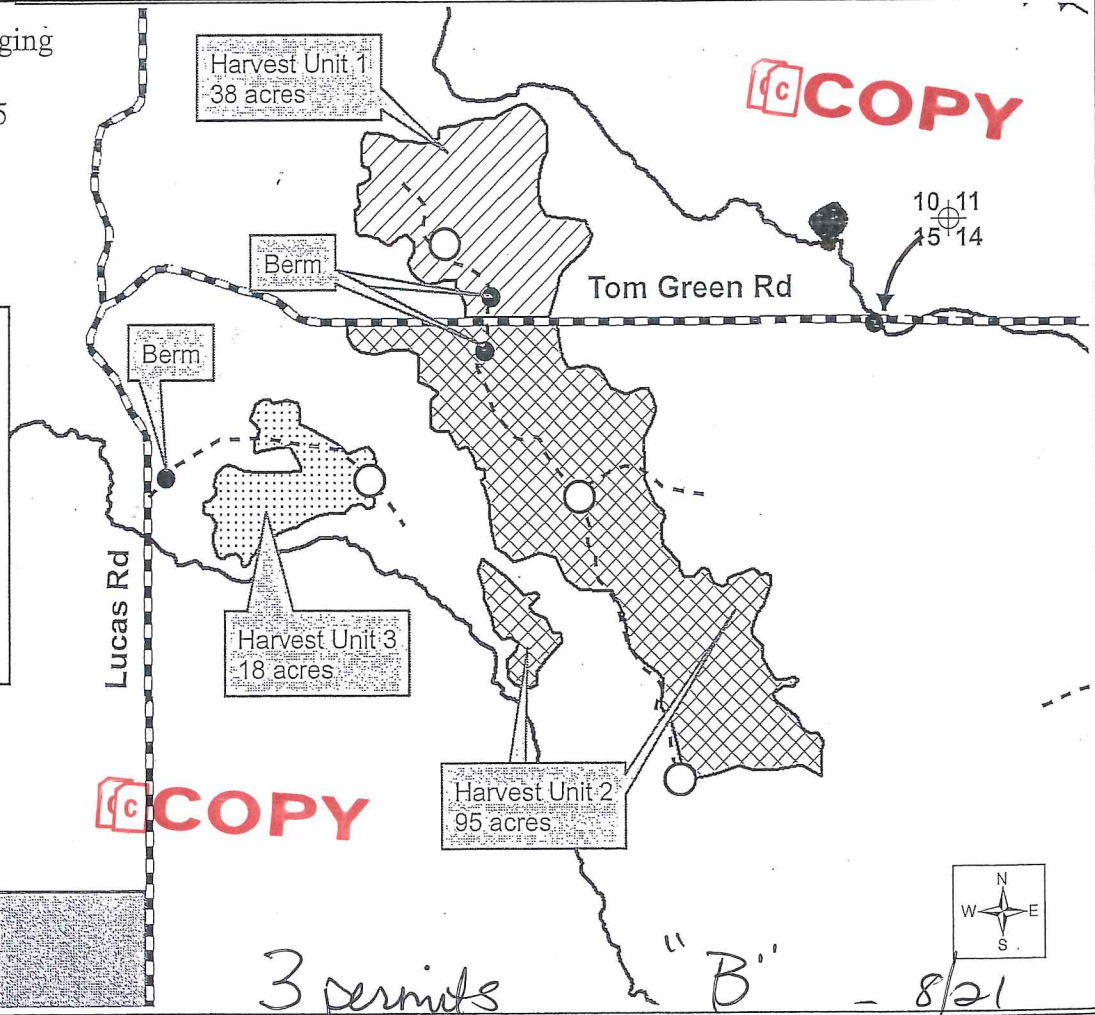 ging
5
Harvest Unit 1
38 acres
COPY
10 11
15 14
Berm
Tom Green Rd
Berm
Lucas Rd
Harvest Unit 3
18 acres
Harvest Unit 2
95 acres
COPY
N
W E
S
3 permits "B" - 8/21